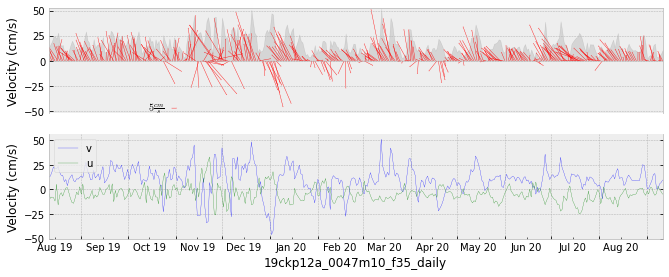 50
25
0
−25
−50
Velocity (cm/s)
5 cm/s
50
25
0
−25
−50
Velocity (cm/s)
v
u
Aug 19 Sep 19 Oct 19 Nov 19 Dec 19 Jan 20 Feb 20 Mar 20 Apr 20 May 20 Jun 20 Jul 20 Aug 20
19ckp12a_0047m10_f35_daily